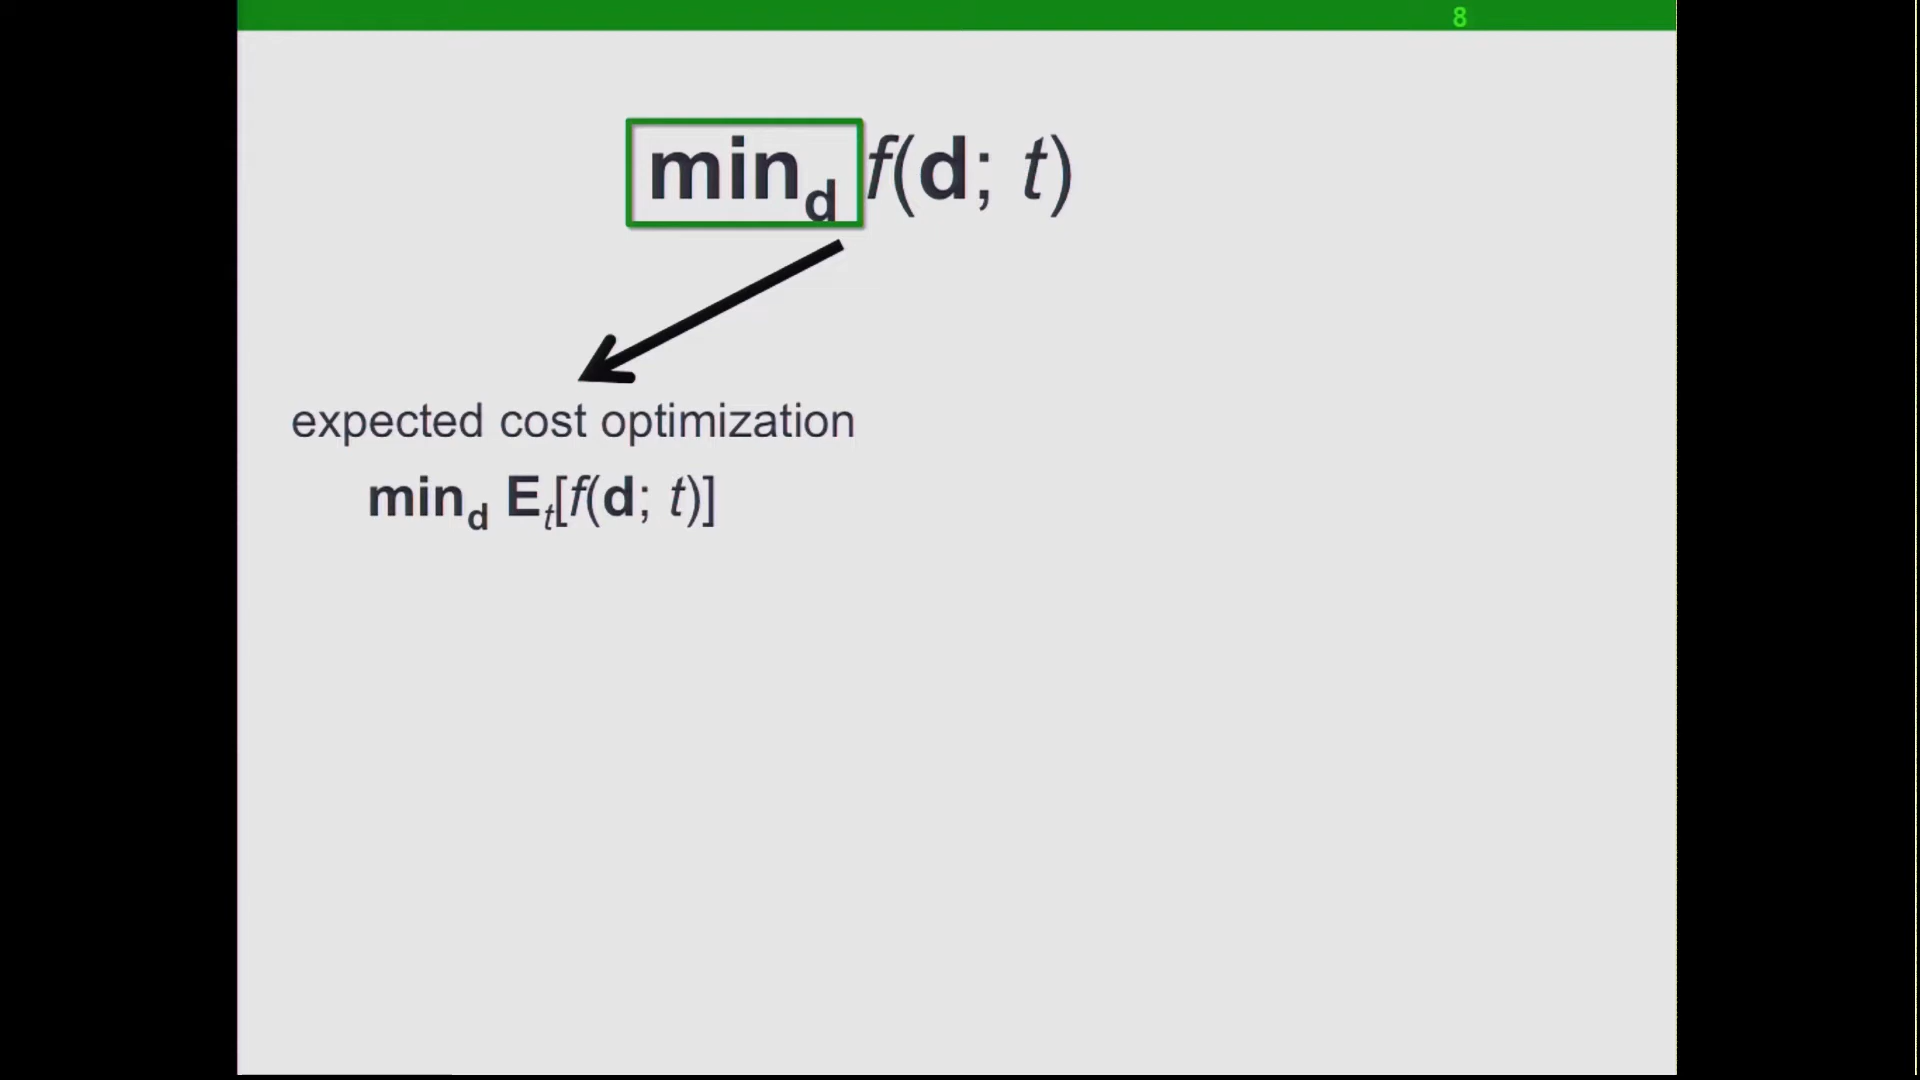 8
min_d f(d; t)
expected cost optimization
min_d E_t[f(d; t)]